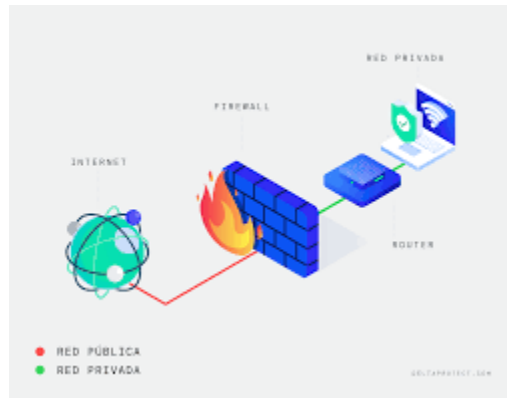 RED PRIVADA
FIREWALL
INTERNET
ROUTER
RED PÚBLICA
RED PRIVADA
DELTAPROTECT.COM